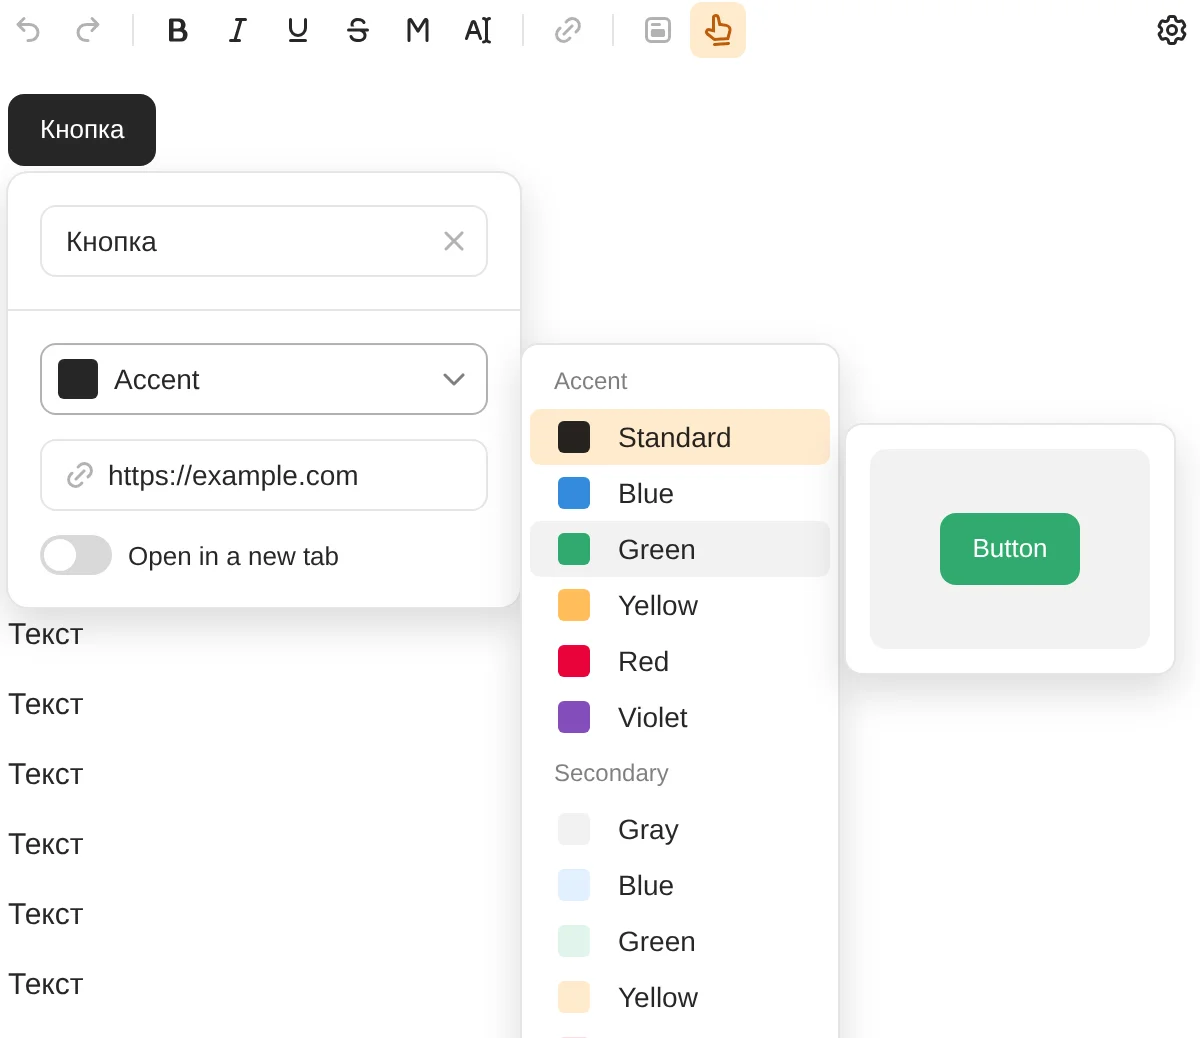 Кнопка
Кнопка
Accent
https://example.com
Open in a new tab
Accent
Standard
Blue
Green
Yellow
Red
Violet
Secondary
Gray
Blue
Green
Yellow
Button
Текст
Текст
Текст
Текст
Текст
Текст